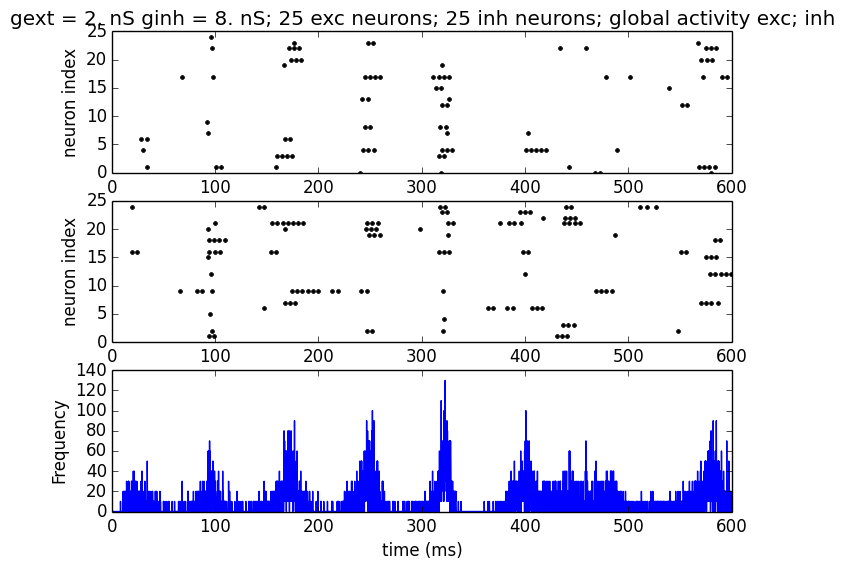 gext = 2. nS ginh = 8. nS; 25 exc neurons; 25 inh neurons; global activity exc; inh
25
20
15
10
5
0
neuron index
0 100 200 300 400 500 600
25
20
15
10
5
0
neuron index
0 100 200 300 400 500 600
140
120
100
80
60
40
20
0
Frequency
0 100 200 300 400 500 600
time (ms)